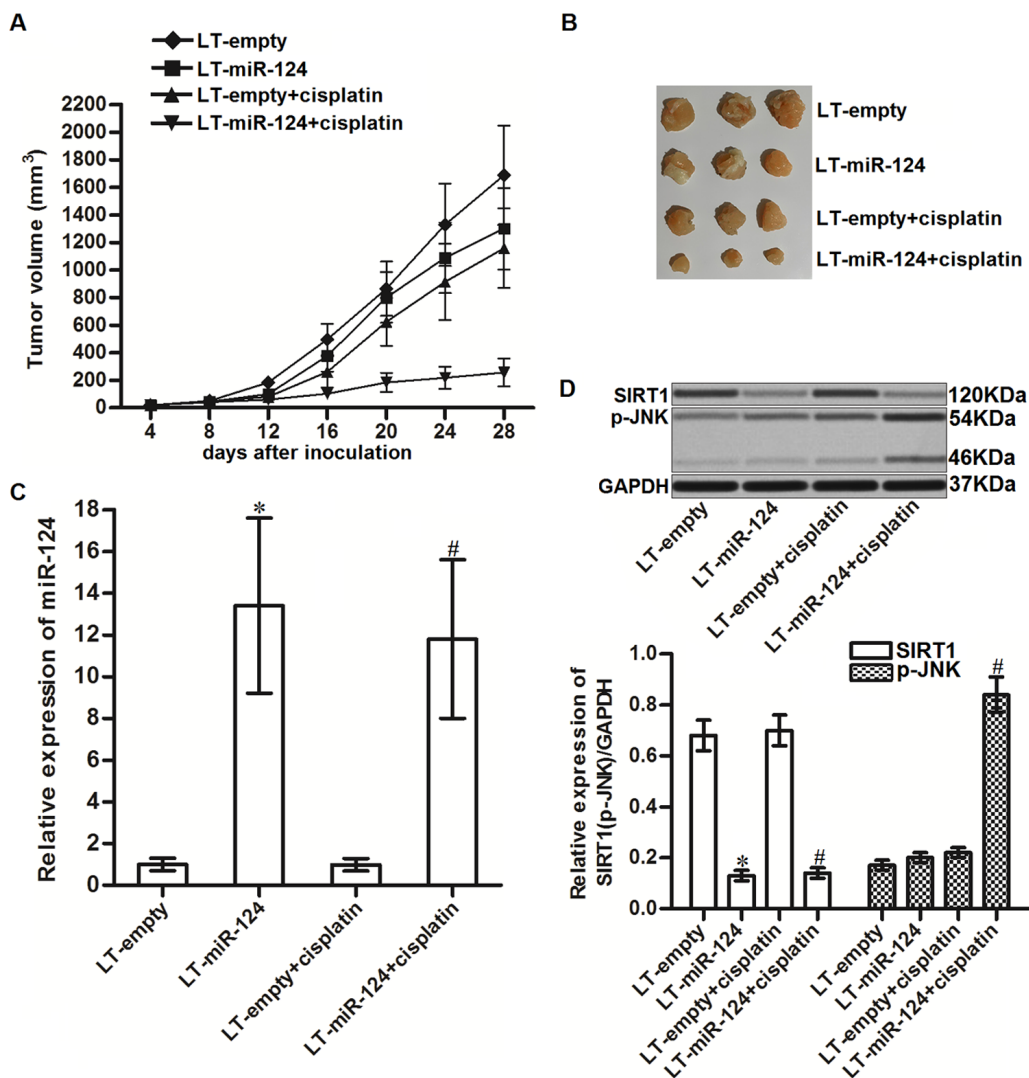 A
LT-empty
LT-miR-124
LT-empty+cisplatin
LT-miR-124+cisplatin
Tumor volume (mm³)
2200
2000
1800
1600
1400
1200
1000
800
600
400
200
0
4 8 12 16 20 24 28
days after inoculation
B
LT-empty
LT-miR-124
LT-empty+cisplatin
LT-miR-124+cisplatin
C
Relative expression of miR-124
18
16
14
12
10
8
6
4
2
0
*
#
LT-empty
LT-miR-124
LT-empty+cisplatin
LT-miR-124+cisplatin
D
SIRT1 120KDa
p-JNK 54KDa
46KDa
GAPDH 37KDa
LT-empty
LT-miR-124
LT-empty+cisplatin
LT-miR-124+cisplatin
Relative expression of
SIRT1(p-JNK)/GAPDH
SIRT1
p-JNK
1.0
0.8
0.6
0.4
0.2
0.0
*
#
#
LT-empty
LT-miR-124
LT-empty+cisplatin
LT-miR-124+cisplatin
LT-empty
LT-miR-124
LT-empty+cisplatin
LT-miR-124+cisplatin